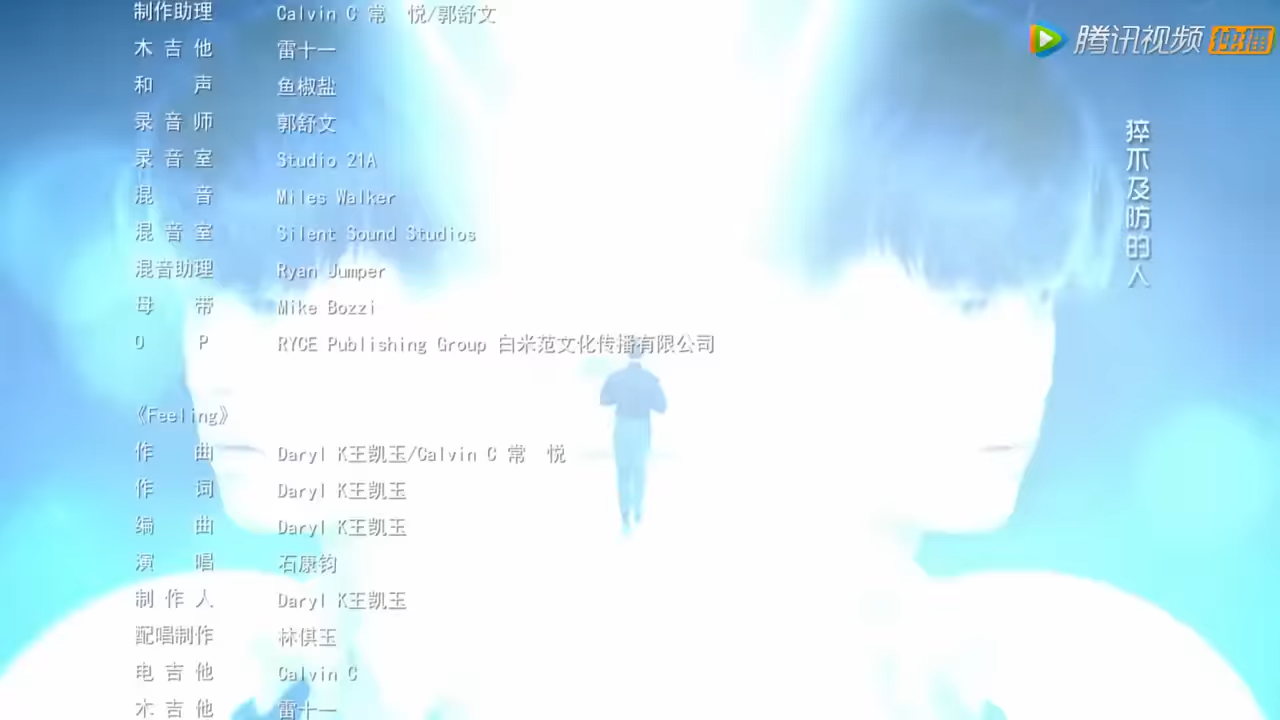 制作助理 Calvin C 常 悦/郭舒文
木吉他 雷十一
和声 鱼椒盐
录音师 郭舒文
录音室 Studio 21A
混音 Miles Walker
混音室 Silent Sound Studios
混音助理 Ryan Jumper
母带 Mike Bozzi
OP RYCE Publishing Group 白米范文化传播有限公司
《Feeling》
作曲 Daryl K王凯玉/Calvin C 常 悦
作词 Daryl K王凯玉
编曲 Daryl K王凯玉
演唱 石康钧
制作人 Daryl K王凯玉
配唱制作 林倛玉
电吉他 Calvin C
木吉他 雷十一
腾讯视频 独播
猝不及防的人